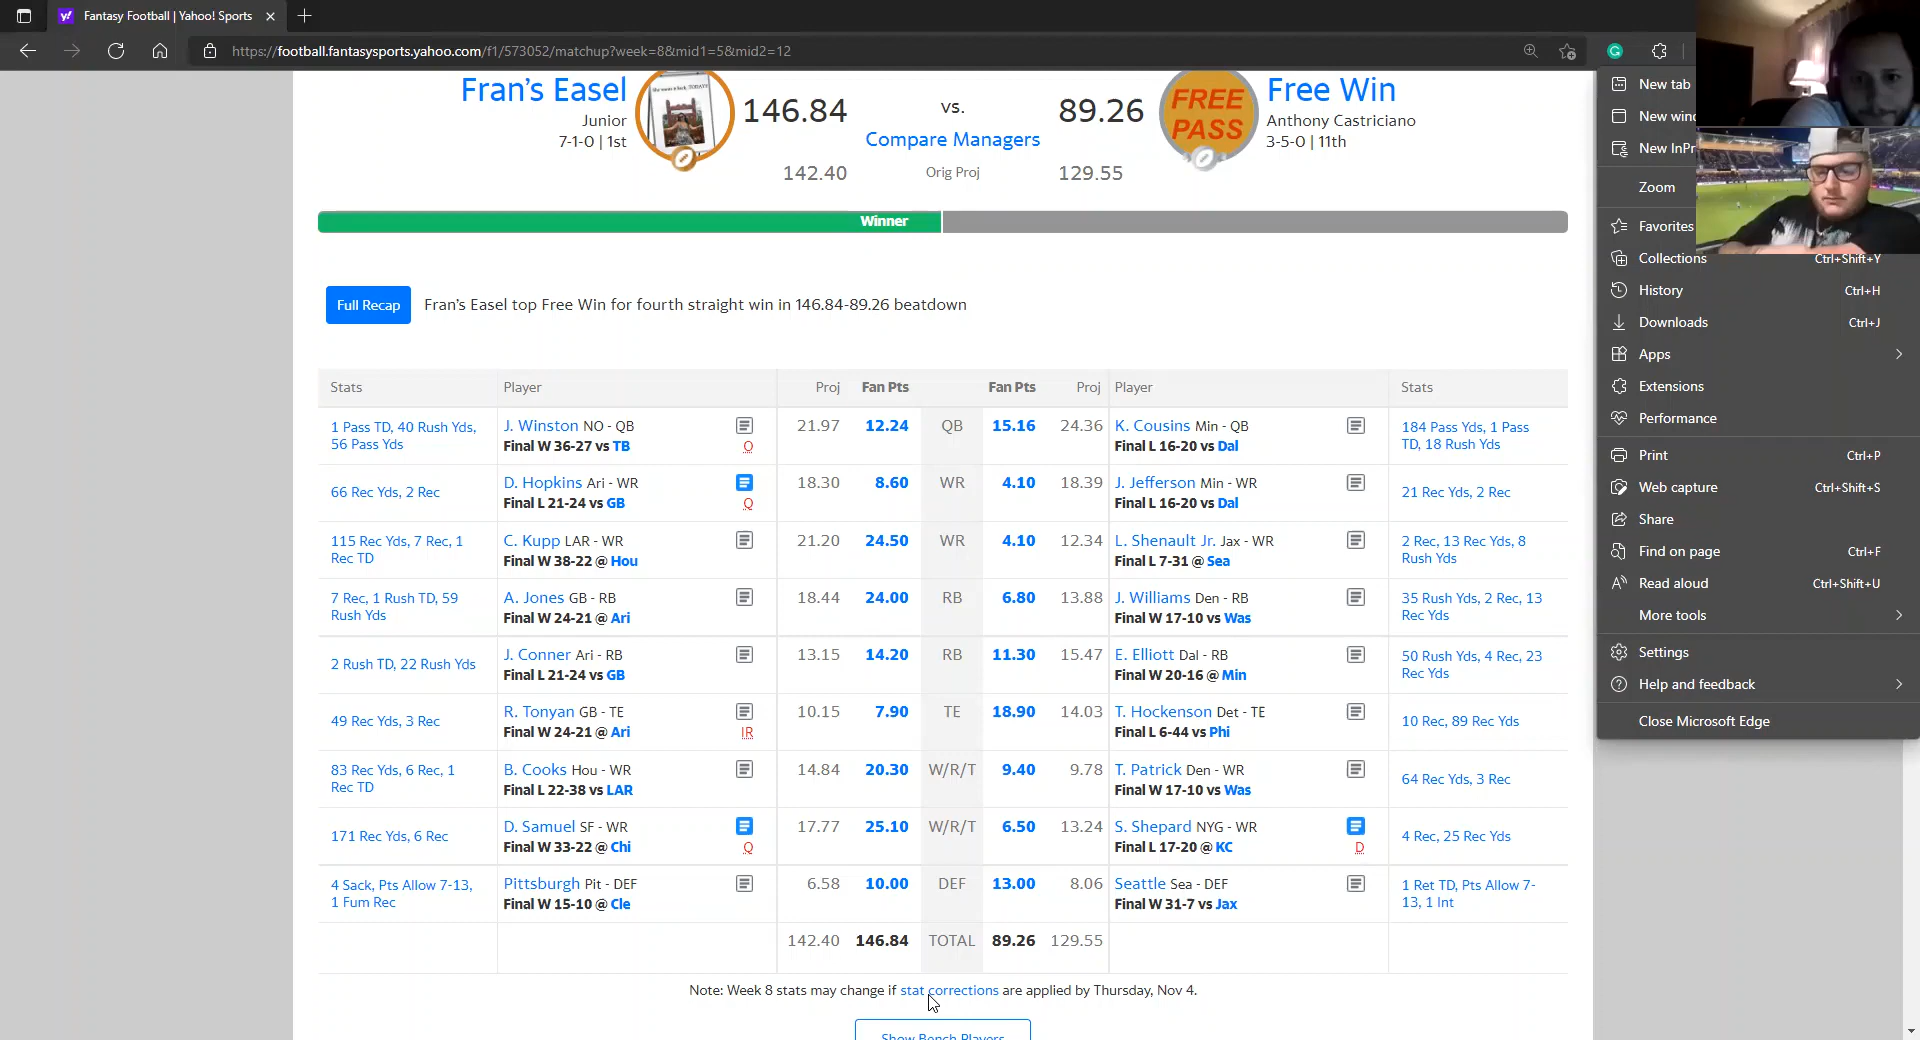 Fantasy Football | Yahoo! Sports
https://football.fantasysports.yahoo.com/f1/573052/matchup?week=8&mid1=5&mid2=12
Fran's Easel
Junior
7-1-0 | 1st
146.84
vs.
89.26
Compare Managers
142.40
Orig Proj
129.55
FREE
PASS
Free Win
Anthony Castriciano
3-5-0 | 11th
Winner
Full Recap
Fran's Easel top Free Win for fourth straight win in 146.84-89.26 beatdown
Stats Player Proj Fan Pts Fan Pts Proj Player Stats
1 Pass TD, 40 Rush Yds,
56 Pass Yds
J. Winston NO - QB
Final W 36-27 vs TB
Q
21.97 12.24 QB 15.16 24.36
K. Cousins Min - QB
Final L 16-20 vs Dal
184 Pass Yds, 1 Pass
TD, 18 Rush Yds
66 Rec Yds, 2 Rec
D. Hopkins Ari - WR
Final L 21-24 vs GB
Q
18.30 8.60 WR 4.10 18.39
J. Jefferson Min - WR
Final L 16-20 vs Dal
21 Rec Yds, 2 Rec
115 Rec Yds, 7 Rec, 1
Rec TD
C. Kupp LAR - WR
Final W 38-22 @ Hou
21.20 24.50 WR 4.10 12.34
L. Shenault Jr. Jax - WR
Final L 7-31 @ Sea
2 Rec, 13 Rec Yds, 8
Rush Yds
7 Rec, 1 Rush TD, 59
Rush Yds
A. Jones GB - RB
Final W 24-21 @ Ari
18.44 24.00 RB 6.80 13.88
J. Williams Den - RB
Final W 17-10 vs Was
35 Rush Yds, 2 Rec, 13
Rec Yds
2 Rush TD, 22 Rush Yds
J. Conner Ari - RB
Final L 21-24 vs GB
13.15 14.20 RB 11.30 15.47
E. Elliott Dal - RB
Final W 20-16 @ Min
50 Rush Yds, 4 Rec, 23
Rec Yds
49 Rec Yds, 3 Rec
R. Tonyan GB - TE
Final W 24-21 @ Ari
IR
10.15 7.90 TE 18.90 14.03
T. Hockenson Det - TE
Final L 6-44 vs Phi
10 Rec, 89 Rec Yds
83 Rec Yds, 6 Rec, 1
Rec TD
B. Cooks Hou - WR
Final L 22-38 vs LAR
14.84 20.30 W/R/T 9.40 9.78
T. Patrick Den - WR
Final W 17-10 vs Was
64 Rec Yds, 3 Rec
171 Rec Yds, 6 Rec
D. Samuel SF - WR
Final W 33-22 @ Chi
Q
17.77 25.10 W/R/T 6.50 13.24
S. Shepard NYG - WR
Final L 17-20 @ KC
D
4 Rec, 25 Rec Yds
4 Sack, Pts Allow 7-13,
1 Fum Rec
Pittsburgh Pit - DEF
Final W 15-10 @ Cle
6.58 10.00 DEF 13.00 8.06
Seattle Sea - DEF
Final W 31-7 vs Jax
1 Ret TD, Pts Allow 7-
13, 1 Int
142.40 146.84 TOTAL 89.26 129.55
Note: Week 8 stats may change if stat corrections are applied by Thursday, Nov 4.
Show Bench Players
New tab
New wind
New InPr
Zoom
Favorites
Collections Ctrl+Shift+Y
History Ctrl+H
Downloads Ctrl+J
Apps
Extensions
Performance
Print Ctrl+P
Web capture Ctrl+Shift+S
Share
Find on page Ctrl+F
Read aloud Ctrl+Shift+U
More tools
Settings
Help and feedback
Close Microsoft Edge